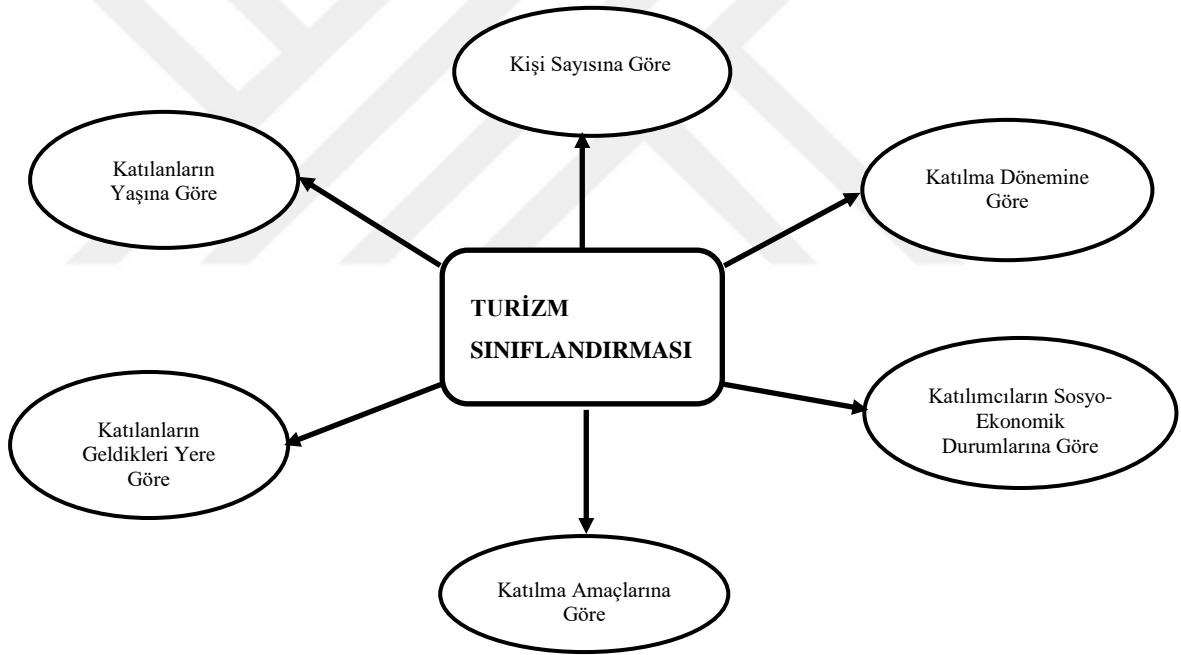 Kişi Sayısına Göre
Katılanların
Yaşına Göre
Katılma Dönemine
Göre
TURİZM
SINIFLANDIRMASI
Katılanların
Geldikleri Yere
Göre
Katılımcıların Sosyo-
Ekonomik
Durumlarına Göre
Katılma Amaçlarına
Göre